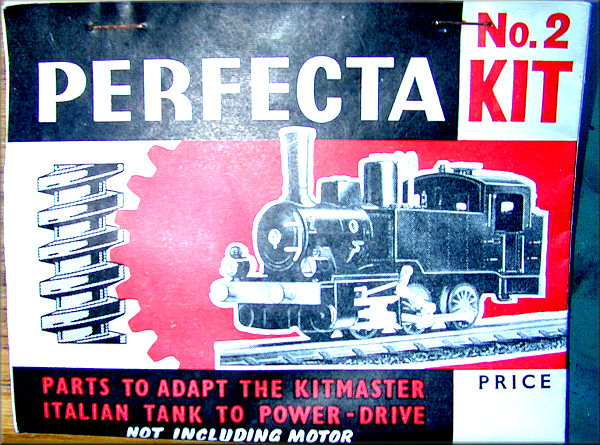 No. 2
PERFECTA KIT
PARTS TO ADAPT THE KITMASTER
ITALIAN TANK TO POWER-DRIVE
NOT INCLUDING MOTOR
PRICE